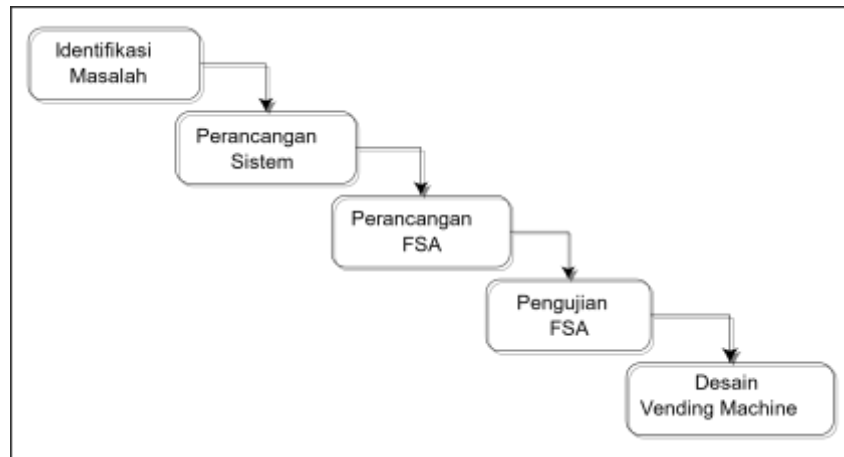 Identifikasi
Masalah
Perancangan
Sistem
Perancangan
FSA
Pengujian
FSA
Desain
Vending Machine